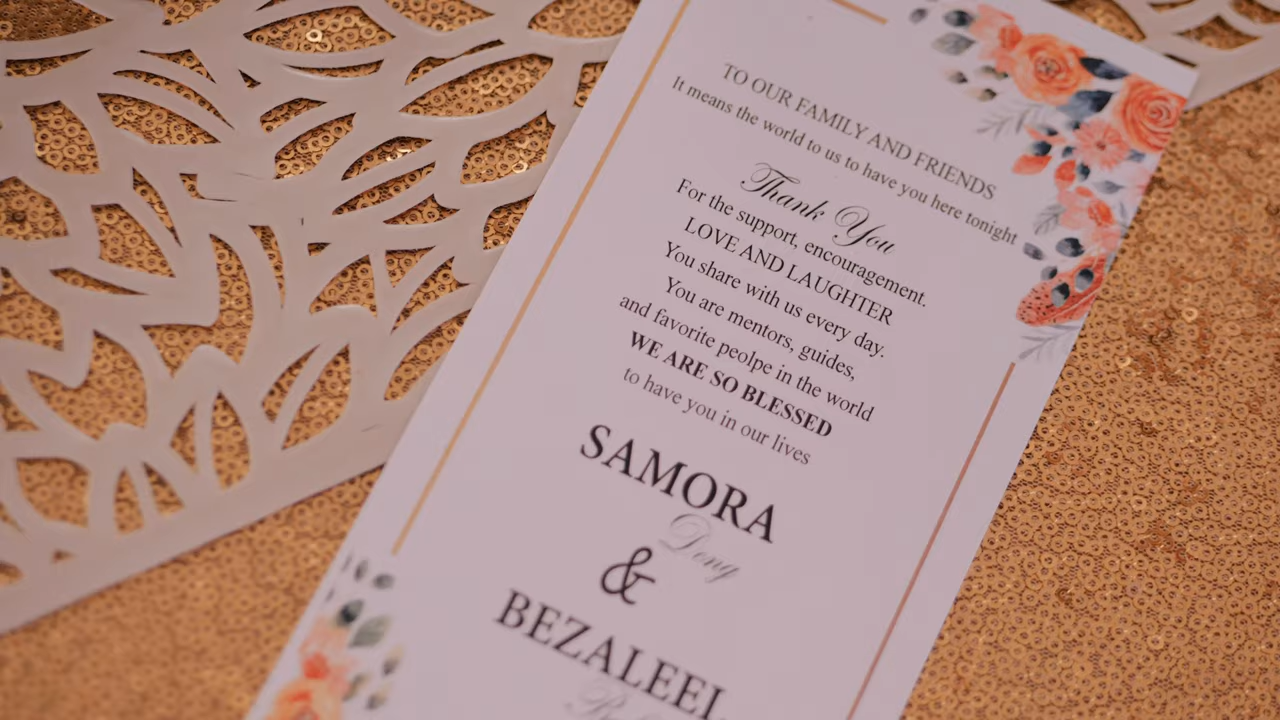 TO OUR FAMILY AND FRIENDS
It means the world to us to have you here tonight
Thank You
For the support, encouragement.
LOVE AND LAUGHTER
You share with us every day.
You are mentors, guides,
and favorite peolpe in the world
WE ARE SO BLESSED
to have you in our lives
SAMORA
Deng
&
BEZALEEL